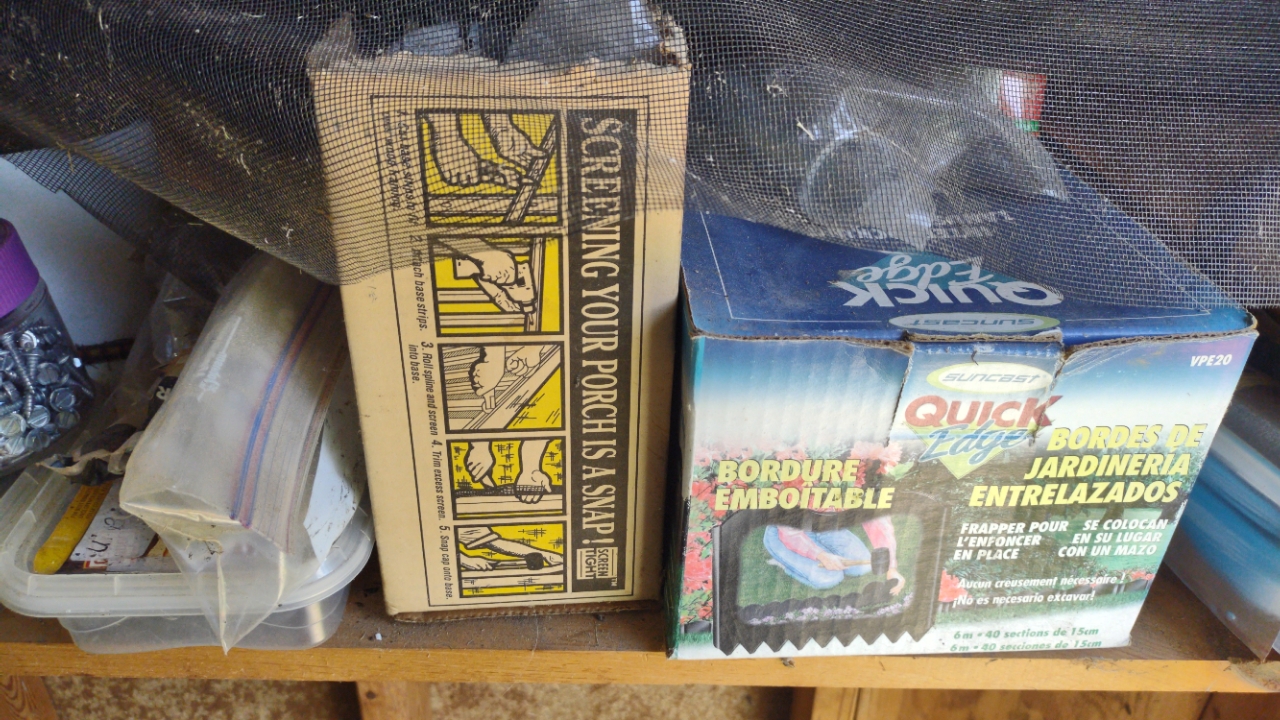 SCREENING YOUR PORCH IS A SNAP!
SCREEN
TIGHT™
2. Attach base strips.
3. Roll spline and screen
into base.
4. Trim excess screen.
5. Snap cap onto base.
QUICK
Edge
SUNCAST
VPE20
SUNCAST
QUICK
Edge
BORDURE
EMBOÎTABLE
BORDES DE
JARDINERÍA
ENTRELAZADOS
FRAPPER POUR
L'ENFONCER
EN PLACE
SE COLOCAN
EN SU LUGAR
CON UN MAZO
Aucun creusement nécessaire !
¡No es necesario excavar!
6m • 40 sections de 15cm
6m • 40 secciones de 15cm